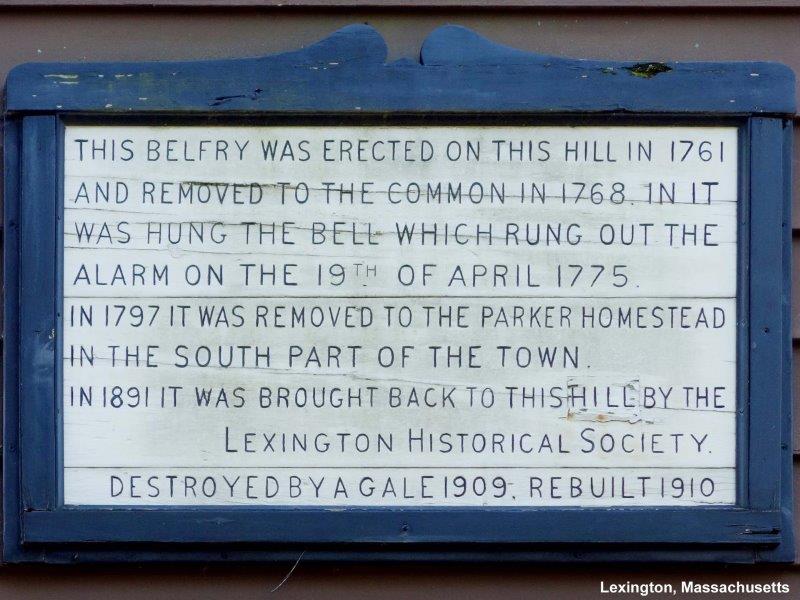 THIS BELFRY WAS ERECTED ON THIS HILL IN 1761
AND REMOVED TO THE COMMON IN 1768. IN IT
WAS HUNG THE BELL WHICH RUNG OUT THE
ALARM ON THE 19TH OF APRIL 1775.
IN 1797 IT WAS REMOVED TO THE PARKER HOMESTEAD
IN THE SOUTH PART OF THE TOWN.
IN 1891 IT WAS BROUGHT BACK TO THIS HILL BY THE
LEXINGTON HISTORICAL SOCIETY.
DESTROYED BY A GALE 1909. REBUILT 1910
Lexington, Massachusetts